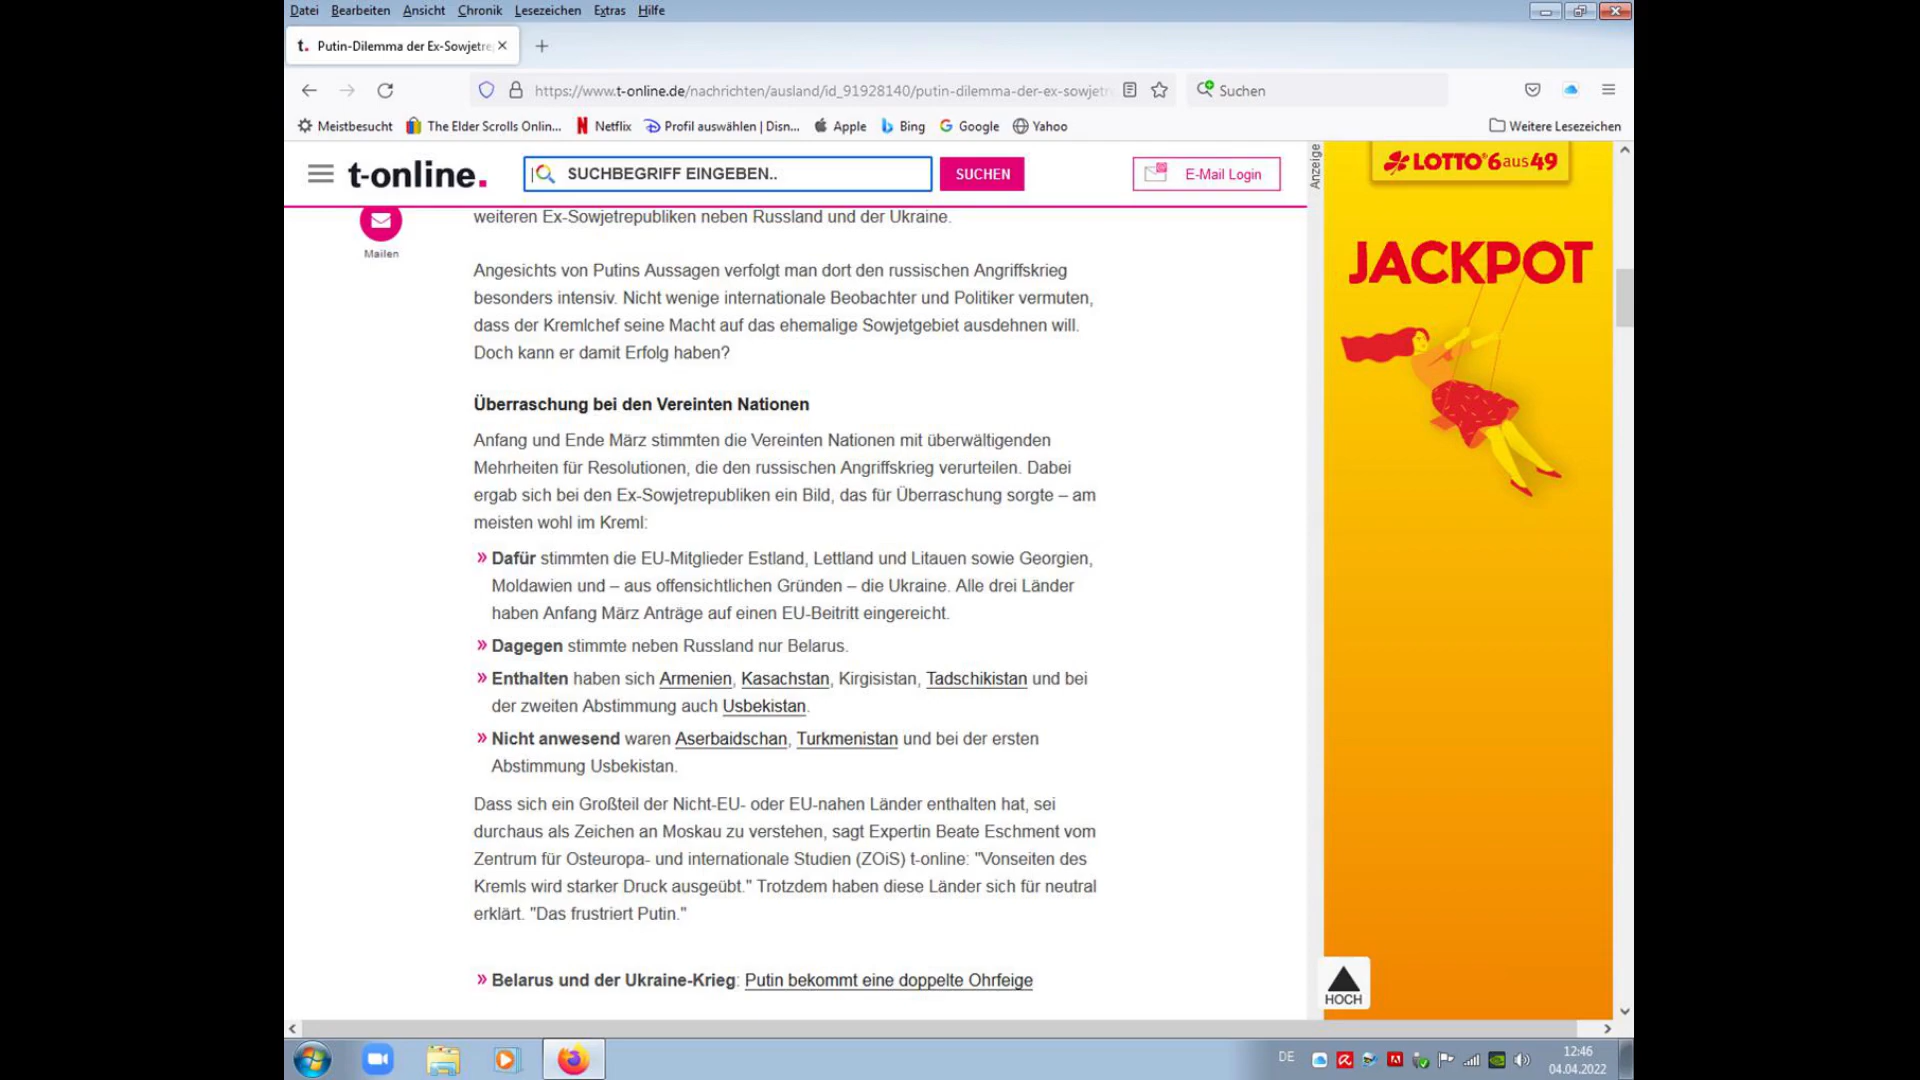 Datei Bearbeiten Ansicht Chronik Lesezeichen Extras Hilfe
t. Putin-Dilemma der Ex-Sowjetre
https://www.t-online.de/nachrichten/ausland/id_91928140/putin-dilemma-der-ex-sowjetr
Suchen
Meistbesucht The Elder Scrolls Onlin... Netflix Profil auswählen | Disn... Apple Bing Google Yahoo Weitere Lesezeichen
t-online. SUCHBEGRIFF EINGEBEN.. SUCHEN E-Mail Login
Anzeige
LOTTO 6aus49
JACKPOT
Mailen
weiteren Ex-Sowjetrepubliken neben Russland und der Ukraine.
Angesichts von Putins Aussagen verfolgt man dort den russischen Angriffskrieg
besonders intensiv. Nicht wenige internationale Beobachter und Politiker vermuten,
dass der Kremlchef seine Macht auf das ehemalige Sowjetgebiet ausdehnen will.
Doch kann er damit Erfolg haben?
Überraschung bei den Vereinten Nationen
Anfang und Ende März stimmten die Vereinten Nationen mit überwältigenden
Mehrheiten für Resolutionen, die den russischen Angriffskrieg verurteilen. Dabei
ergab sich bei den Ex-Sowjetrepubliken ein Bild, das für Überraschung sorgte – am
meisten wohl im Kreml:
» Dafür stimmten die EU-Mitglieder Estland, Lettland und Litauen sowie Georgien,
Moldawien und – aus offensichtlichen Gründen – die Ukraine. Alle drei Länder
haben Anfang März Anträge auf einen EU-Beitritt eingereicht.
» Dagegen stimmte neben Russland nur Belarus.
» Enthalten haben sich Armenien, Kasachstan, Kirgisistan, Tadschikistan und bei
der zweiten Abstimmung auch Usbekistan.
» Nicht anwesend waren Aserbaidschan, Turkmenistan und bei der ersten
Abstimmung Usbekistan.
Dass sich ein Großteil der Nicht-EU- oder EU-nahen Länder enthalten hat, sei
durchaus als Zeichen an Moskau zu verstehen, sagt Expertin Beate Eschment vom
Zentrum für Osteuropa- und internationale Studien (ZOiS) t-online: "Vonseiten des
Kremls wird starker Druck ausgeübt." Trotzdem haben diese Länder sich für neutral
erklärt. "Das frustriert Putin."
» Belarus und der Ukraine-Krieg: Putin bekommt eine doppelte Ohrfeige
HOCH
DE
12:46
04.04.2022